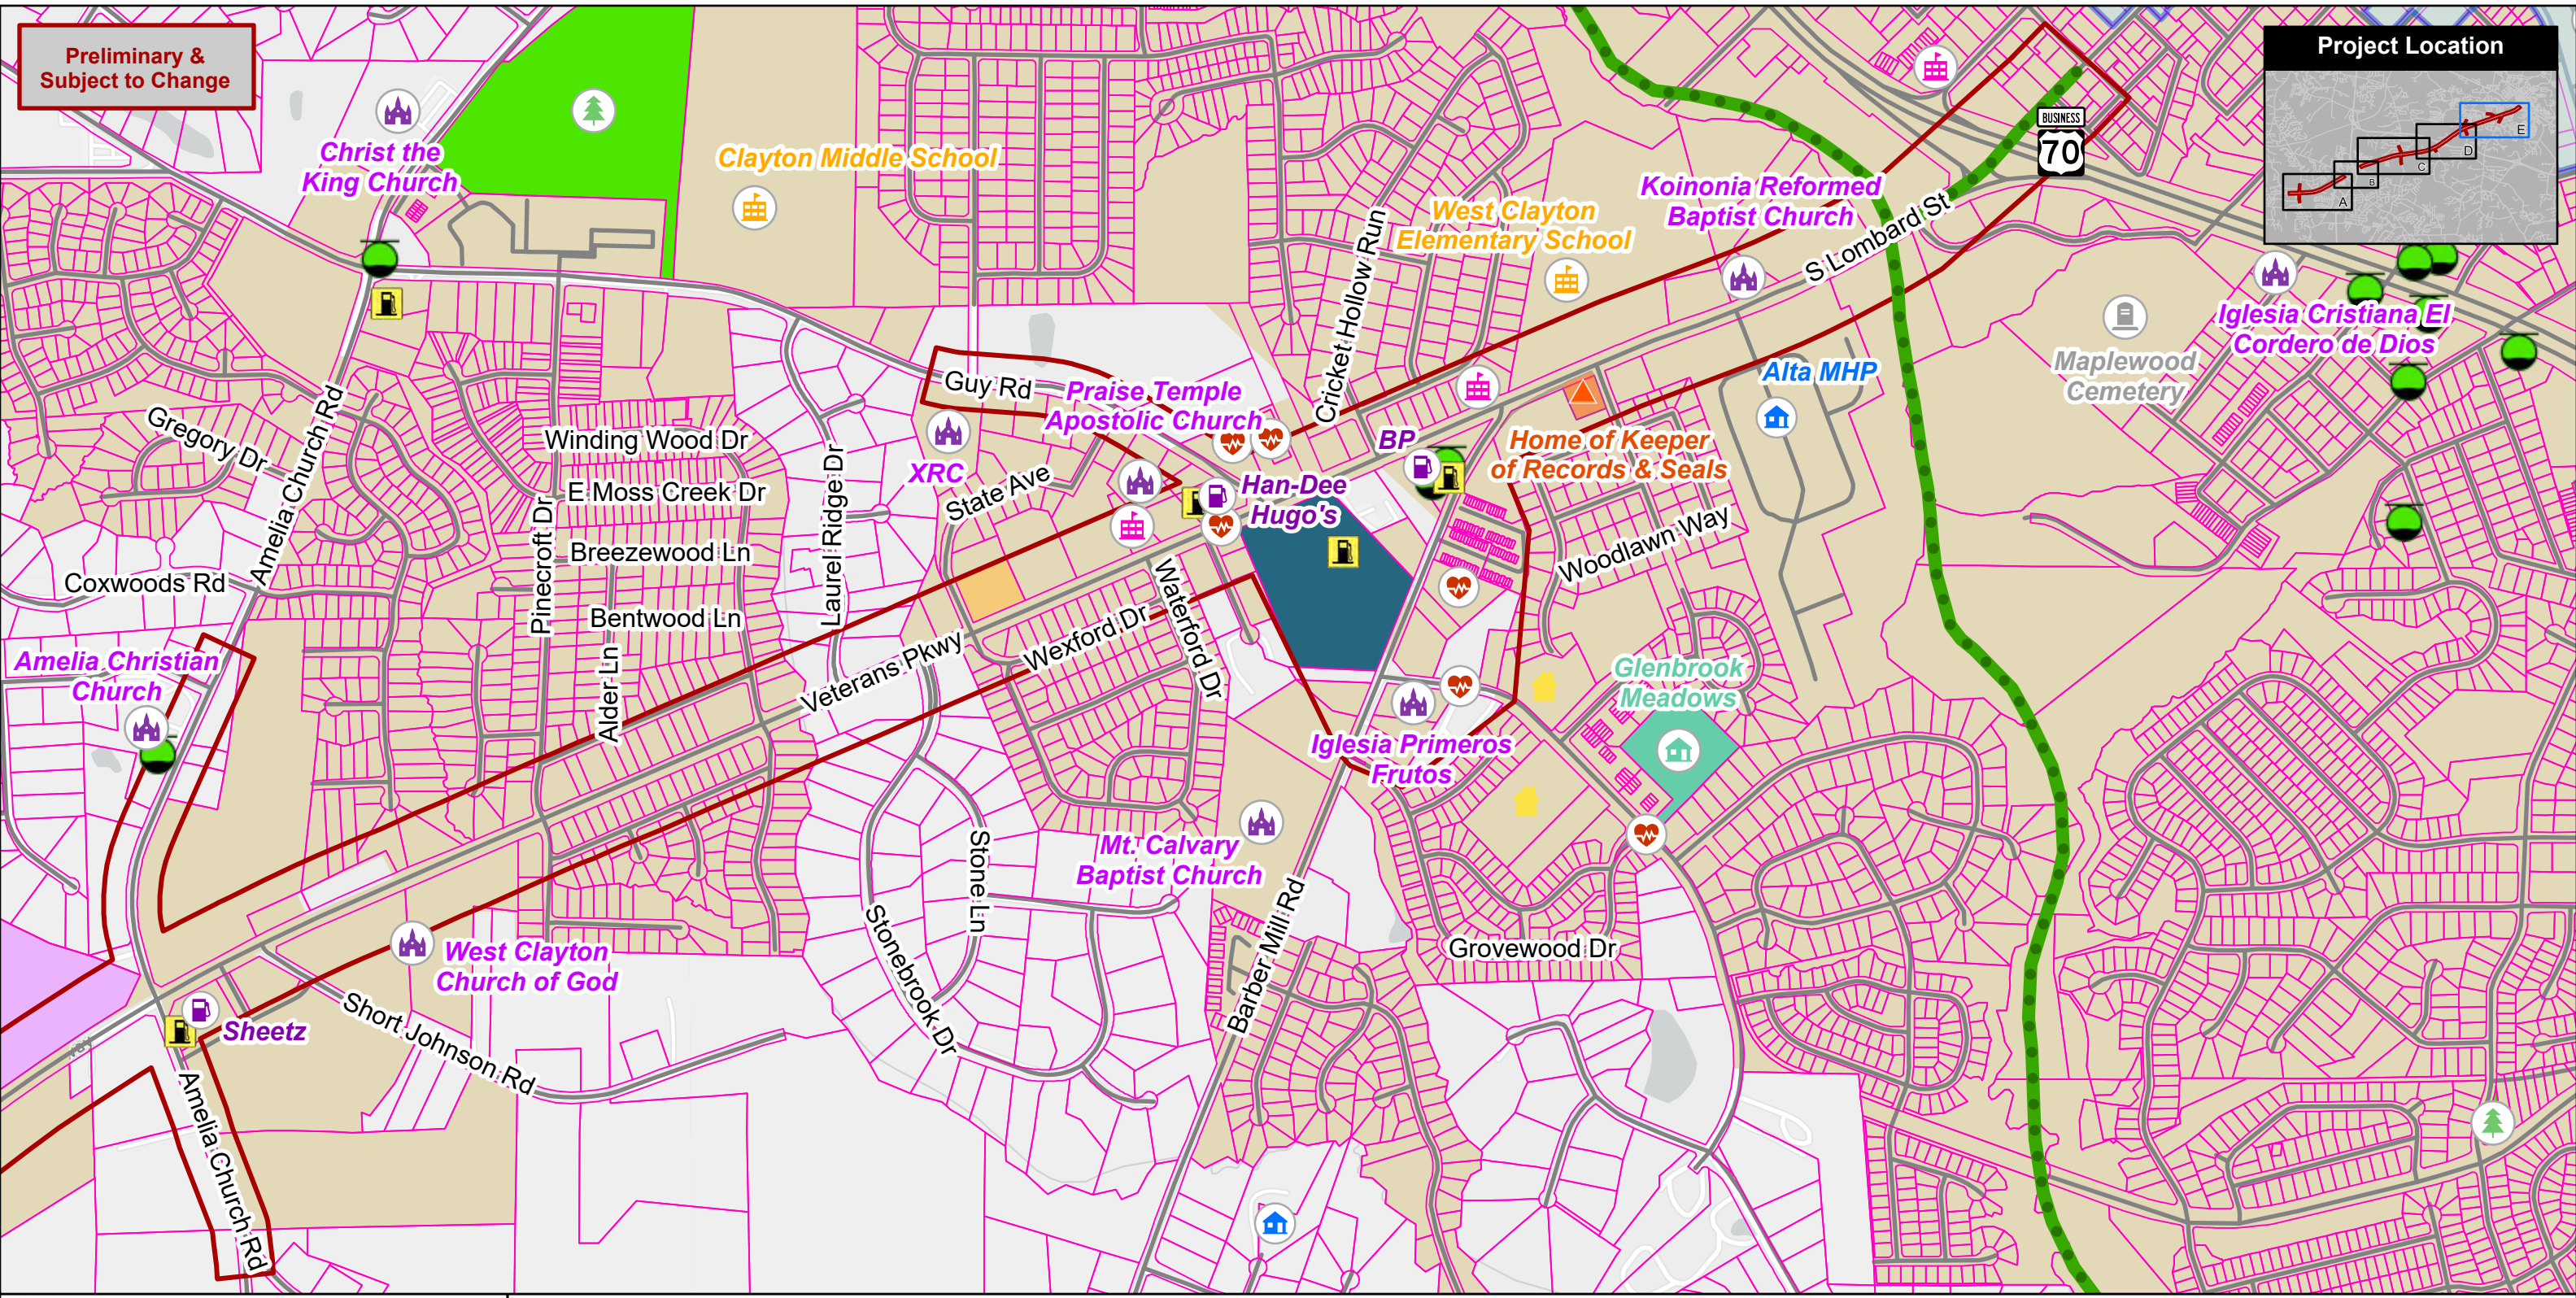 Preliminary &
Subject to Change
Project Location
A
B
C
D
E
BUSINESS
70
Christ the
King Church
Clayton Middle School
West Clayton
Elementary School
Koinonia Reformed
Baptist Church
S Lombard St
Cricket Hollow Run
Iglesia Cristiana El
Cordero de Dios
Maplewood
Cemetery
Alta MHP
Guy Rd
Praise Temple
Apostolic Church
XRC
State Ave
BP
Home of Keeper
of Records & Seals
Han-Dee
Hugo's
Woodlawn Way
Gregory Dr
Amelia Church Rd
Winding Wood Dr
E Moss Creek Dr
Breezewood Ln
Bentwood Ln
Pinecroft Dr
Alder Ln
Laurel Ridge Dr
Coxwoods Rd
Amelia Christian
Church
Veterans Pkwy
Wexford Dr
Waterford Dr
Glenbrook
Meadows
Iglesia Primeros
Frutos
Mt. Calvary
Baptist Church
Stone Ln
Stonebrook Dr
Barber Mill Rd
Grovewood Dr
West Clayton
Church of God
Sheetz
Short Johnson Rd
Amelia Church Rd